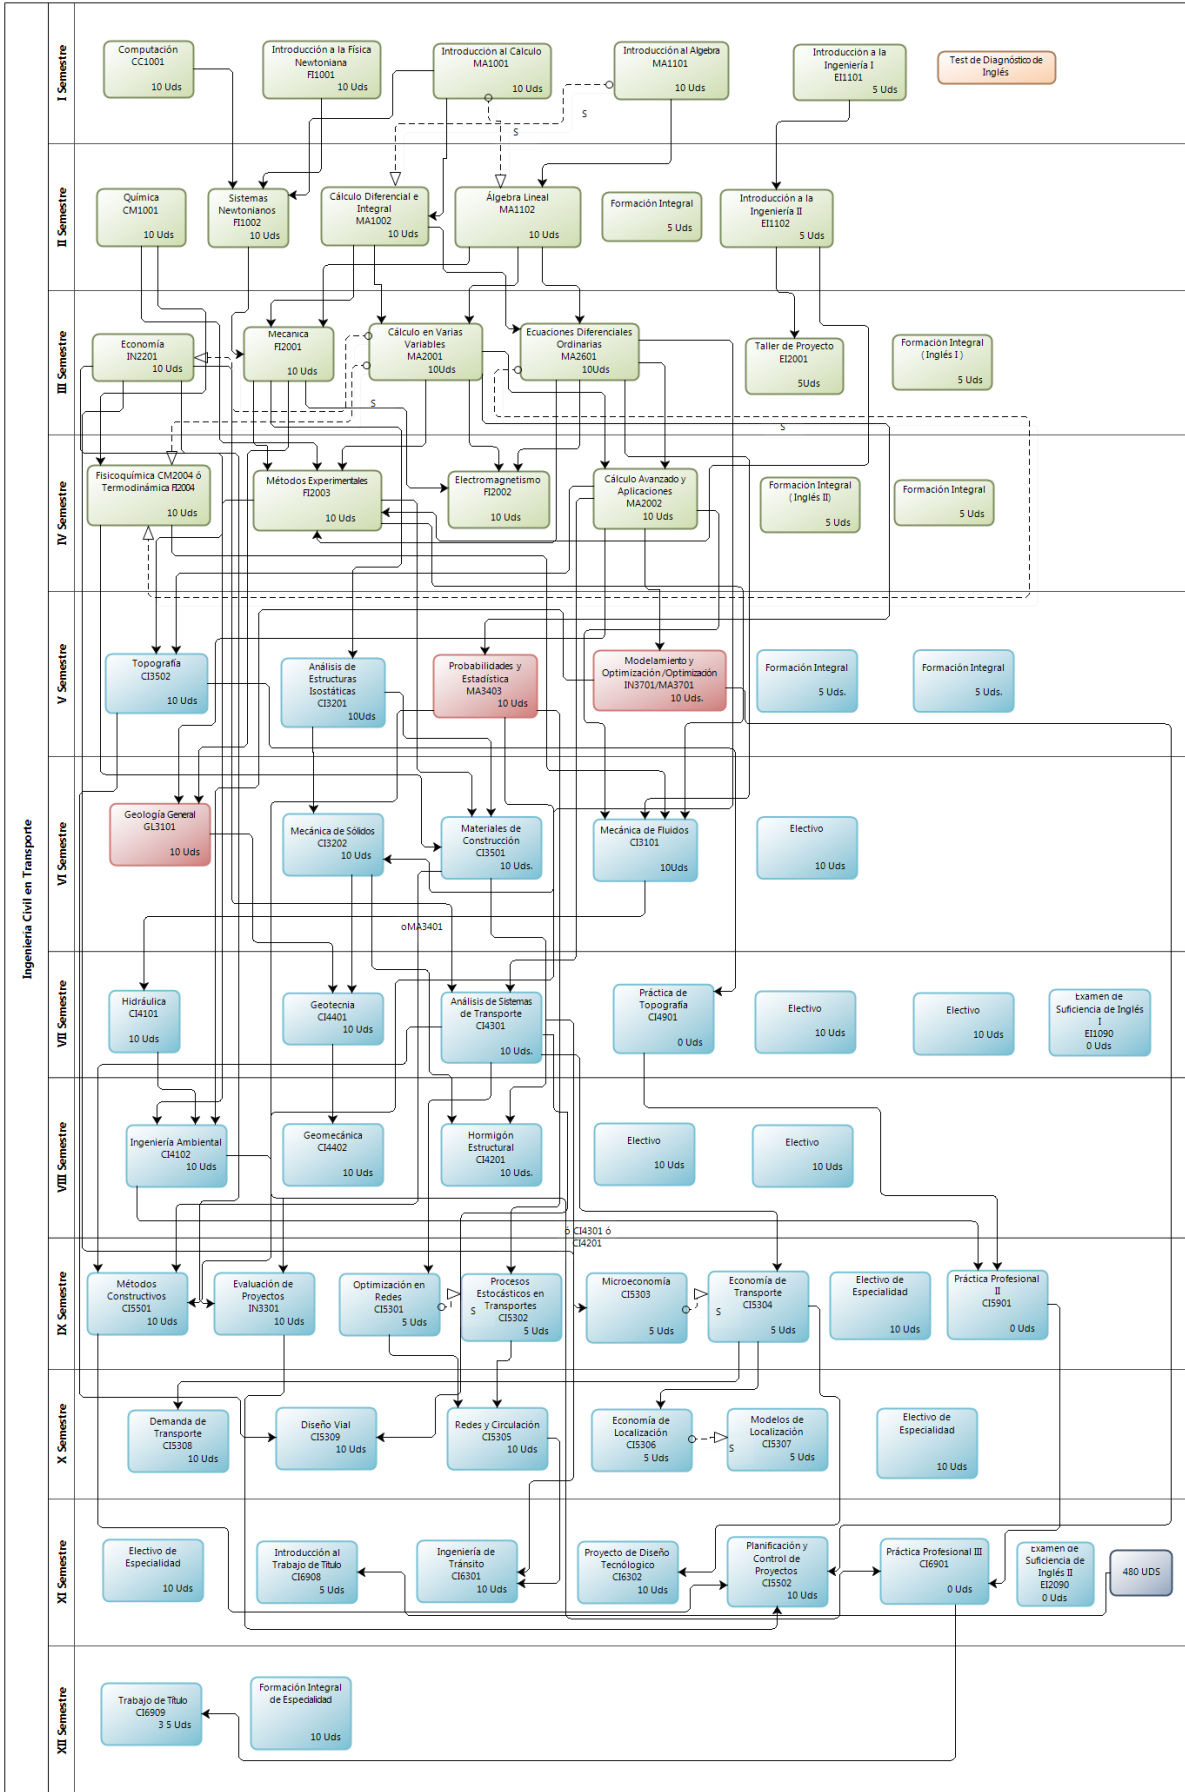 Ingeniería Civil en Transporte
I Semestre
Computación
CC1001
10 Uds
Introducción a la Física
Newtoniana
FI1001
10 Uds
Introducción al Cálculo
MA1001
10 Uds
Introducción al Algebra
MA1101
10 Uds
Introducción a la
Ingeniería I
EI1101
5 Uds
Test de Diagnóstico de
Inglés
S
S
II Semestre
Química
CM1001
10 Uds
Sistemas
Newtonianos
FI1002
10 Uds
Cálculo Diferencial e
Integral
MA1002
10 Uds
Álgebra Lineal
MA1102
10 Uds
Formación Integral
5 Uds
Introducción a la
Ingeniería II
EI1102
5 Uds
III Semestre
Economía
IN2201
10 Uds
Mecanica
FI2001
10 Uds
Cálculo en Varias
Variables
MA2001
10Uds
Ecuaciones Diferenciales
Ordinarias
MA2601
10Uds
Taller de Proyecto
EI2001
5Uds
Formación Integral
( Inglés I )
5 Uds
S
S
IV Semestre
Fisicoquímica CM2004 ó
Termodinámica FI2004
10 Uds
Métodos Experimentales
FI2003
10 Uds
Electromagnetismo
FI2002
10 Uds
Cálculo Avanzado y
Aplicaciones
MA2002
10 Uds
Formación Integral
( Inglés II)
5 Uds
Formación Integral
5 Uds
V Semestre
Topografía
CI3502
10 Uds
Análisis de
Estructuras
Isostáticas
CI3201
10Uds
Probabilidades y
Estadística
MA3403
10 Uds
Modelamiento y
Optimización /Optimización
IN3701/MA3701
10 Uds.
Formación Integral
5 Uds.
Formación Integral
5 Uds.
VI Semestre
Geología General
GL3101
10 Uds
Mecánica de Sólidos
CI3202
10 Uds
Materiales de
Construcción
CI3501
10 Uds.
Mecánica de Fluidos
CI3101
10Uds
Electivo
10 Uds
oMA3401
VII Semestre
Hidráulica
CI4101
10 Uds
Geotecnia
CI4401
10 Uds
Análisis de Sistemas
de Transporte
CI4301
10 Uds.
Práctica de
Topografía
CI4901
0 Uds
Electivo
10 Uds
Electivo
10 Uds
Examen de
Suficiencia de Inglés
I
EI1090
0 Uds
VIII Semestre
Ingeniería Ambiental
CI4102
10 Uds
Geomecánica
CI4402
10 Uds
Hormigón
Estructural
CI4201
10 Uds.
Electivo
10 Uds
Electivo
10 Uds
ó CI4301 ó
CI4201
IX Semestre
Métodos
Constructivos
CI5501
10 Uds
Evaluación de
Proyectos
IN3301
10 Uds
Optimización en
Redes
CI5301
5 Uds
S
Procesos
Estocásticos en
Transportes
CI5302
5 Uds
Microeconomía
CI5303
5 Uds
S
Economía de
Transporte
CI5304
5 Uds
Electivo de
Especialidad
10 Uds
Práctica Profesional
II
CI5901
0 Uds
X Semestre
Demanda de
Transporte
CI5308
10 Uds
Diseño Vial
CI5309
10 Uds
Redes y Circulación
CI5305
10 Uds
Economía de
Localización
CI5306
5 Uds
S
Modelos de
Localización
CI5307
5 Uds
Electivo de
Especialidad
10 Uds
XI Semestre
Electivo de
Especialidad
10 Uds
Introducción al
Trabajo de Título
CI6908
5 Uds
Ingeniería de
Tránsito
CI6301
10 Uds
Proyecto de Diseño
Tecnológico
CI6302
10 Uds
Planificación y
Control de
Proyectos
CI5502
10 Uds
Práctica Profesional III
CI6901
0 Uds
Examen de
Suficiencia de
Inglés II
EI2090
0 Uds
480 UDS
XII Semestre
Trabajo de Título
CI6909
3 5 Uds
Formación Integral
de Especialidad
10 Uds